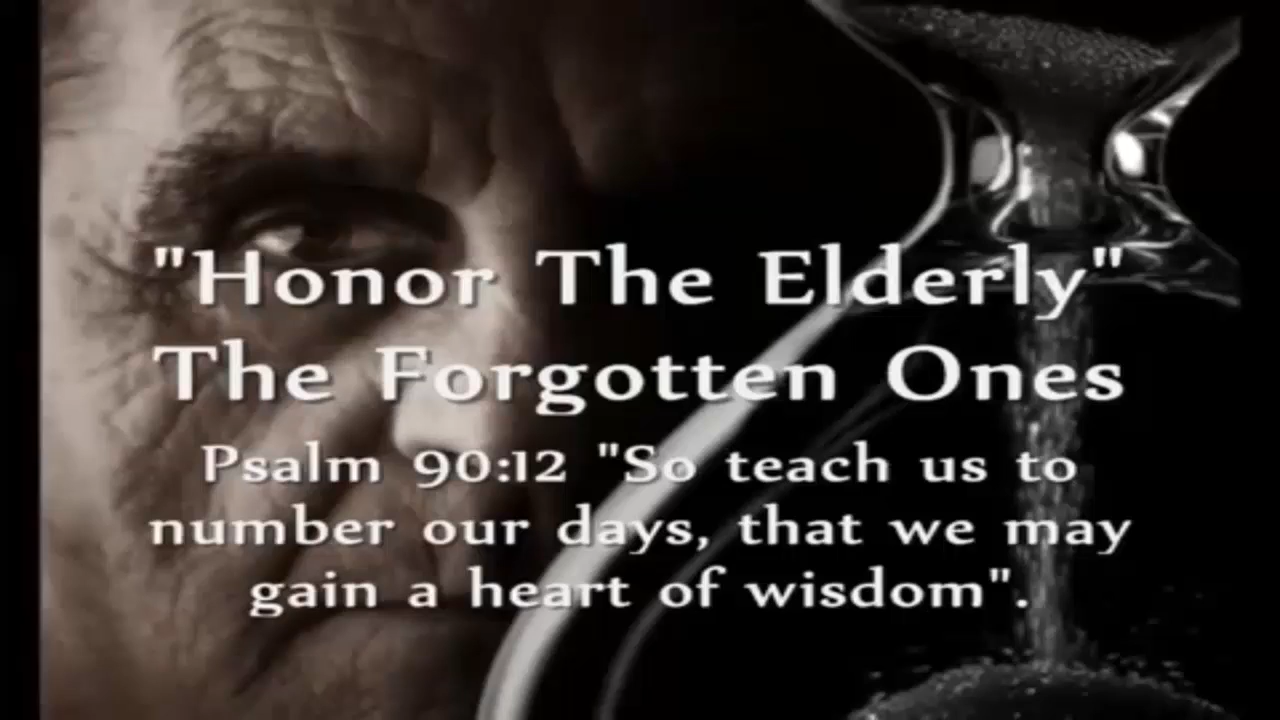 "Honor The Elderly"
The Forgotten Ones
Psalm 90:12 "So teach us to
number our days, that we may
gain a heart of wisdom".